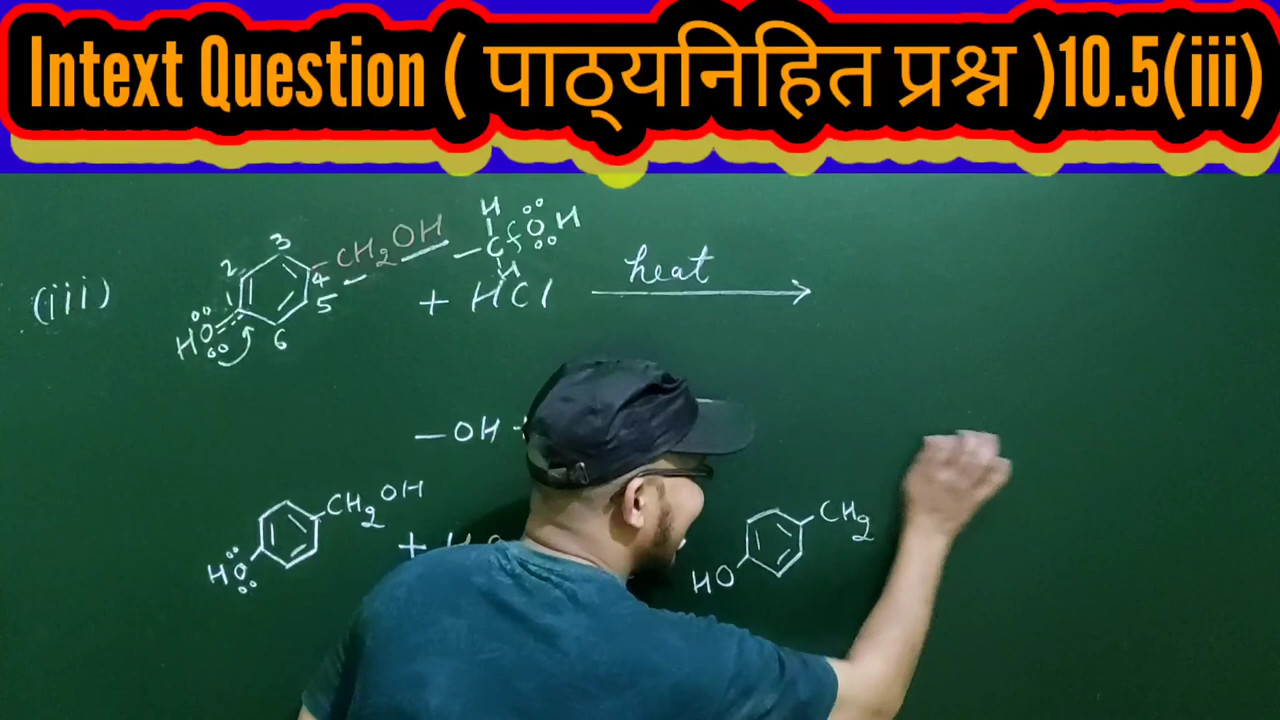 Intext Question ( पाठ्यनिहित प्रश्न )10.5(iii)
(iii)
2 3 4 5 6
HO
CH2OH
H
C
OH
H
+ HCl
heat
— OH
HO
CH2OH
+ H
HO
CH2